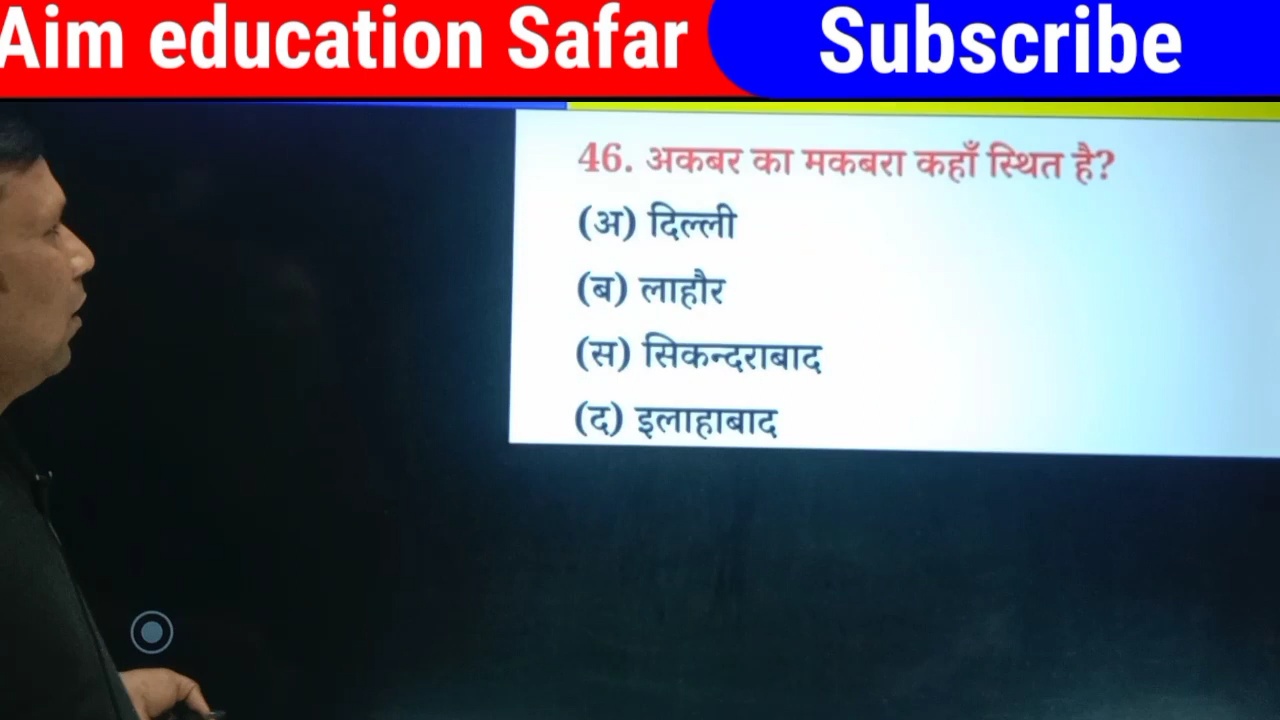 Aim education Safar
Subscribe
46. अकबर का मकबरा कहाँ स्थित है?
(अ) दिल्ली
(ब) लाहौर
(स) सिकन्दराबाद
(द) इलाहाबाद